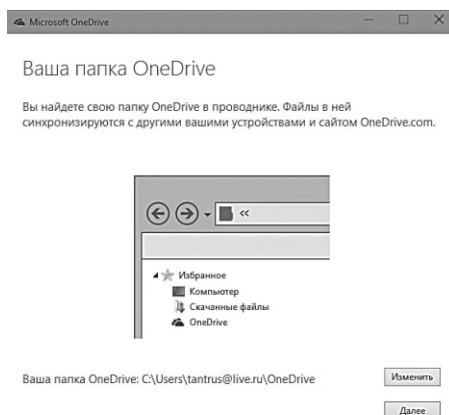 Microsoft OneDrive
Ваша папка OneDrive
Вы найдете свою папку OneDrive в проводнике. Файлы в ней
синхронизируются с другими вашими устройствами и сайтом OneDrive.com.
«
Избранное
Компьютер
Скачанные файлы
OneDrive
Ваша папка OneDrive: C:\Users\tantrus@live.ru\OneDrive
Изменить
Далее